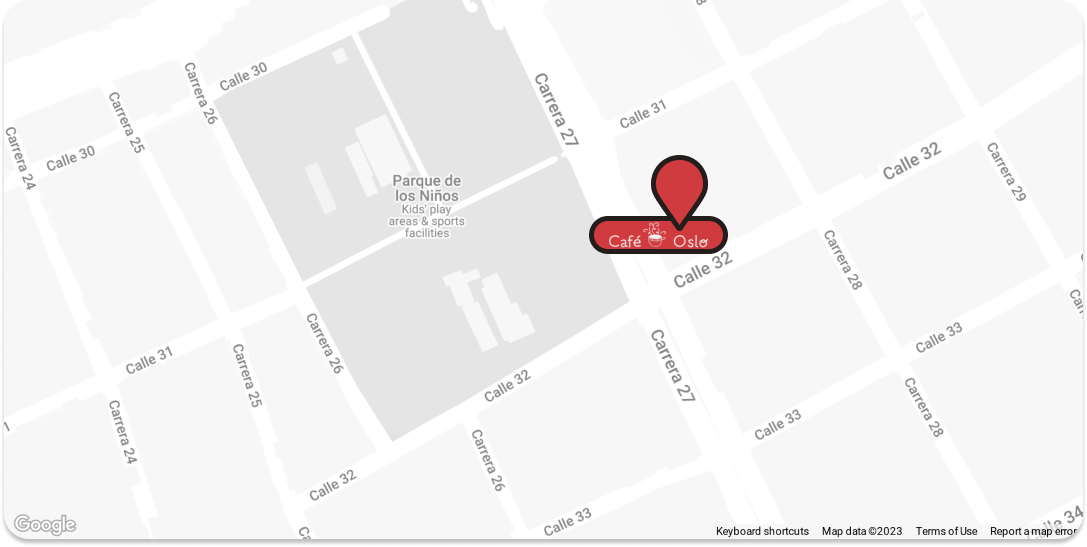 Calle 30
Carrera 26
Carrera 25
Carrera 27
Calle 31
Carrera 24
Calle 30
Calle 32
Carrera 29
Parque de
los Niños
Kids' play
areas & sports
facilities
Café Oslo
Calle 32
Carrera 28
Carrera 26
Calle 33
Carrera 25
Calle 31
Carrera 27
Calle 32
Carrera 28
Carrera 24
Calle 33
Carrera 26
Calle 32
Calle 33
Calle 34
Google
Keyboard shortcuts Map data ©2023 Terms of Use Report a map error